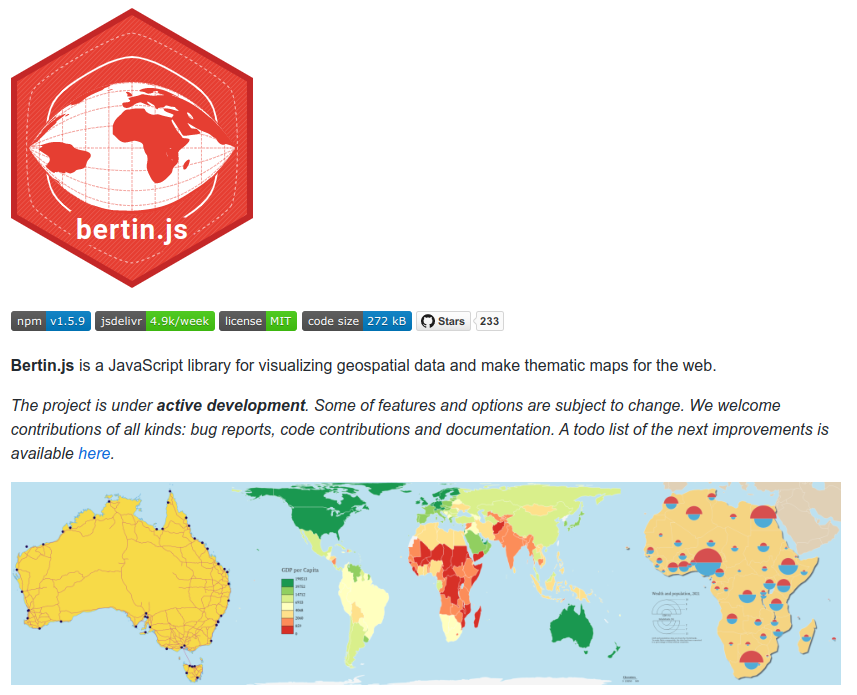 bertin.js
npm v1.5.9 jsdelivr 4.9k/week license MIT code size 272 kB Stars 233
Bertin.js is a JavaScript library for visualizing geospatial data and make thematic maps for the web.
The project is under active development. Some of features and options are subject to change. We welcome
contributions of all kinds: bug reports, code contributions and documentation. A todo list of the next improvements is
available here.
GDP per Capita